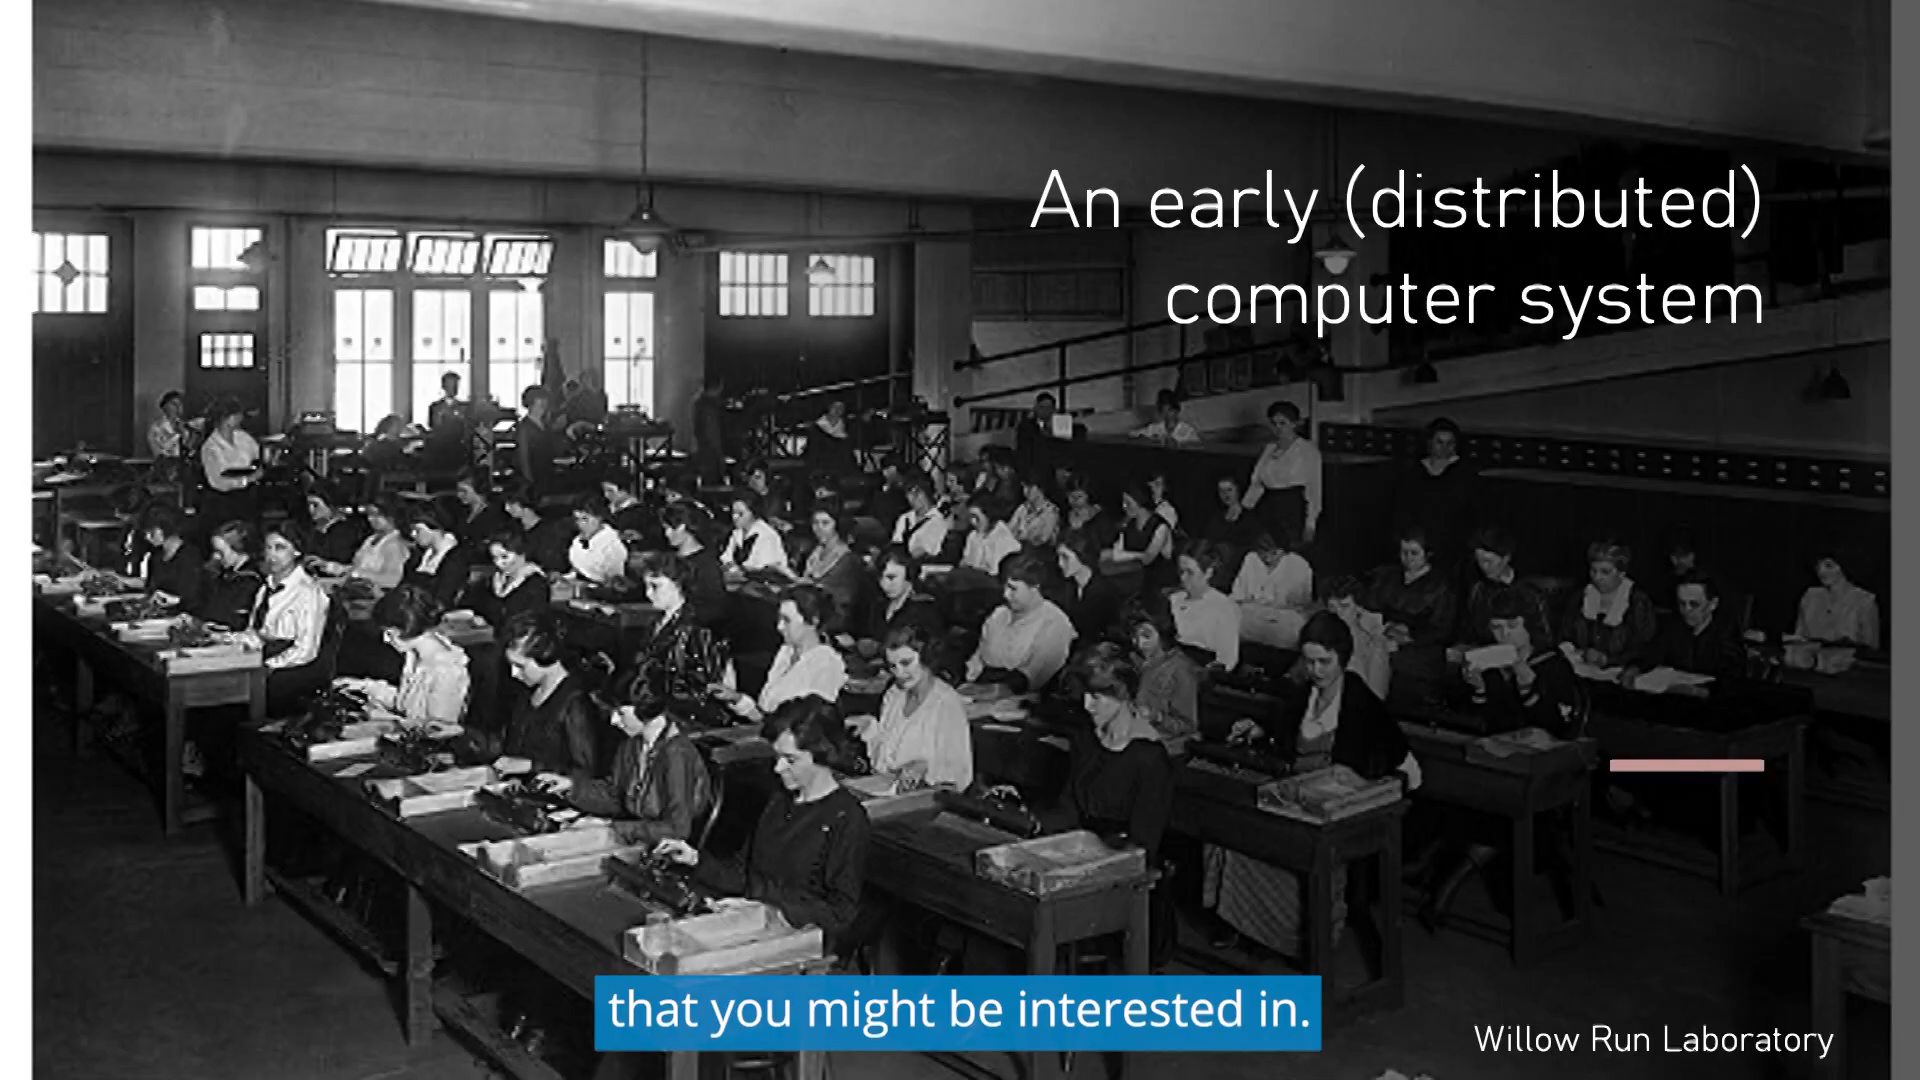 An early (distributed)
computer system
that you might be interested in.
Willow Run Laboratory